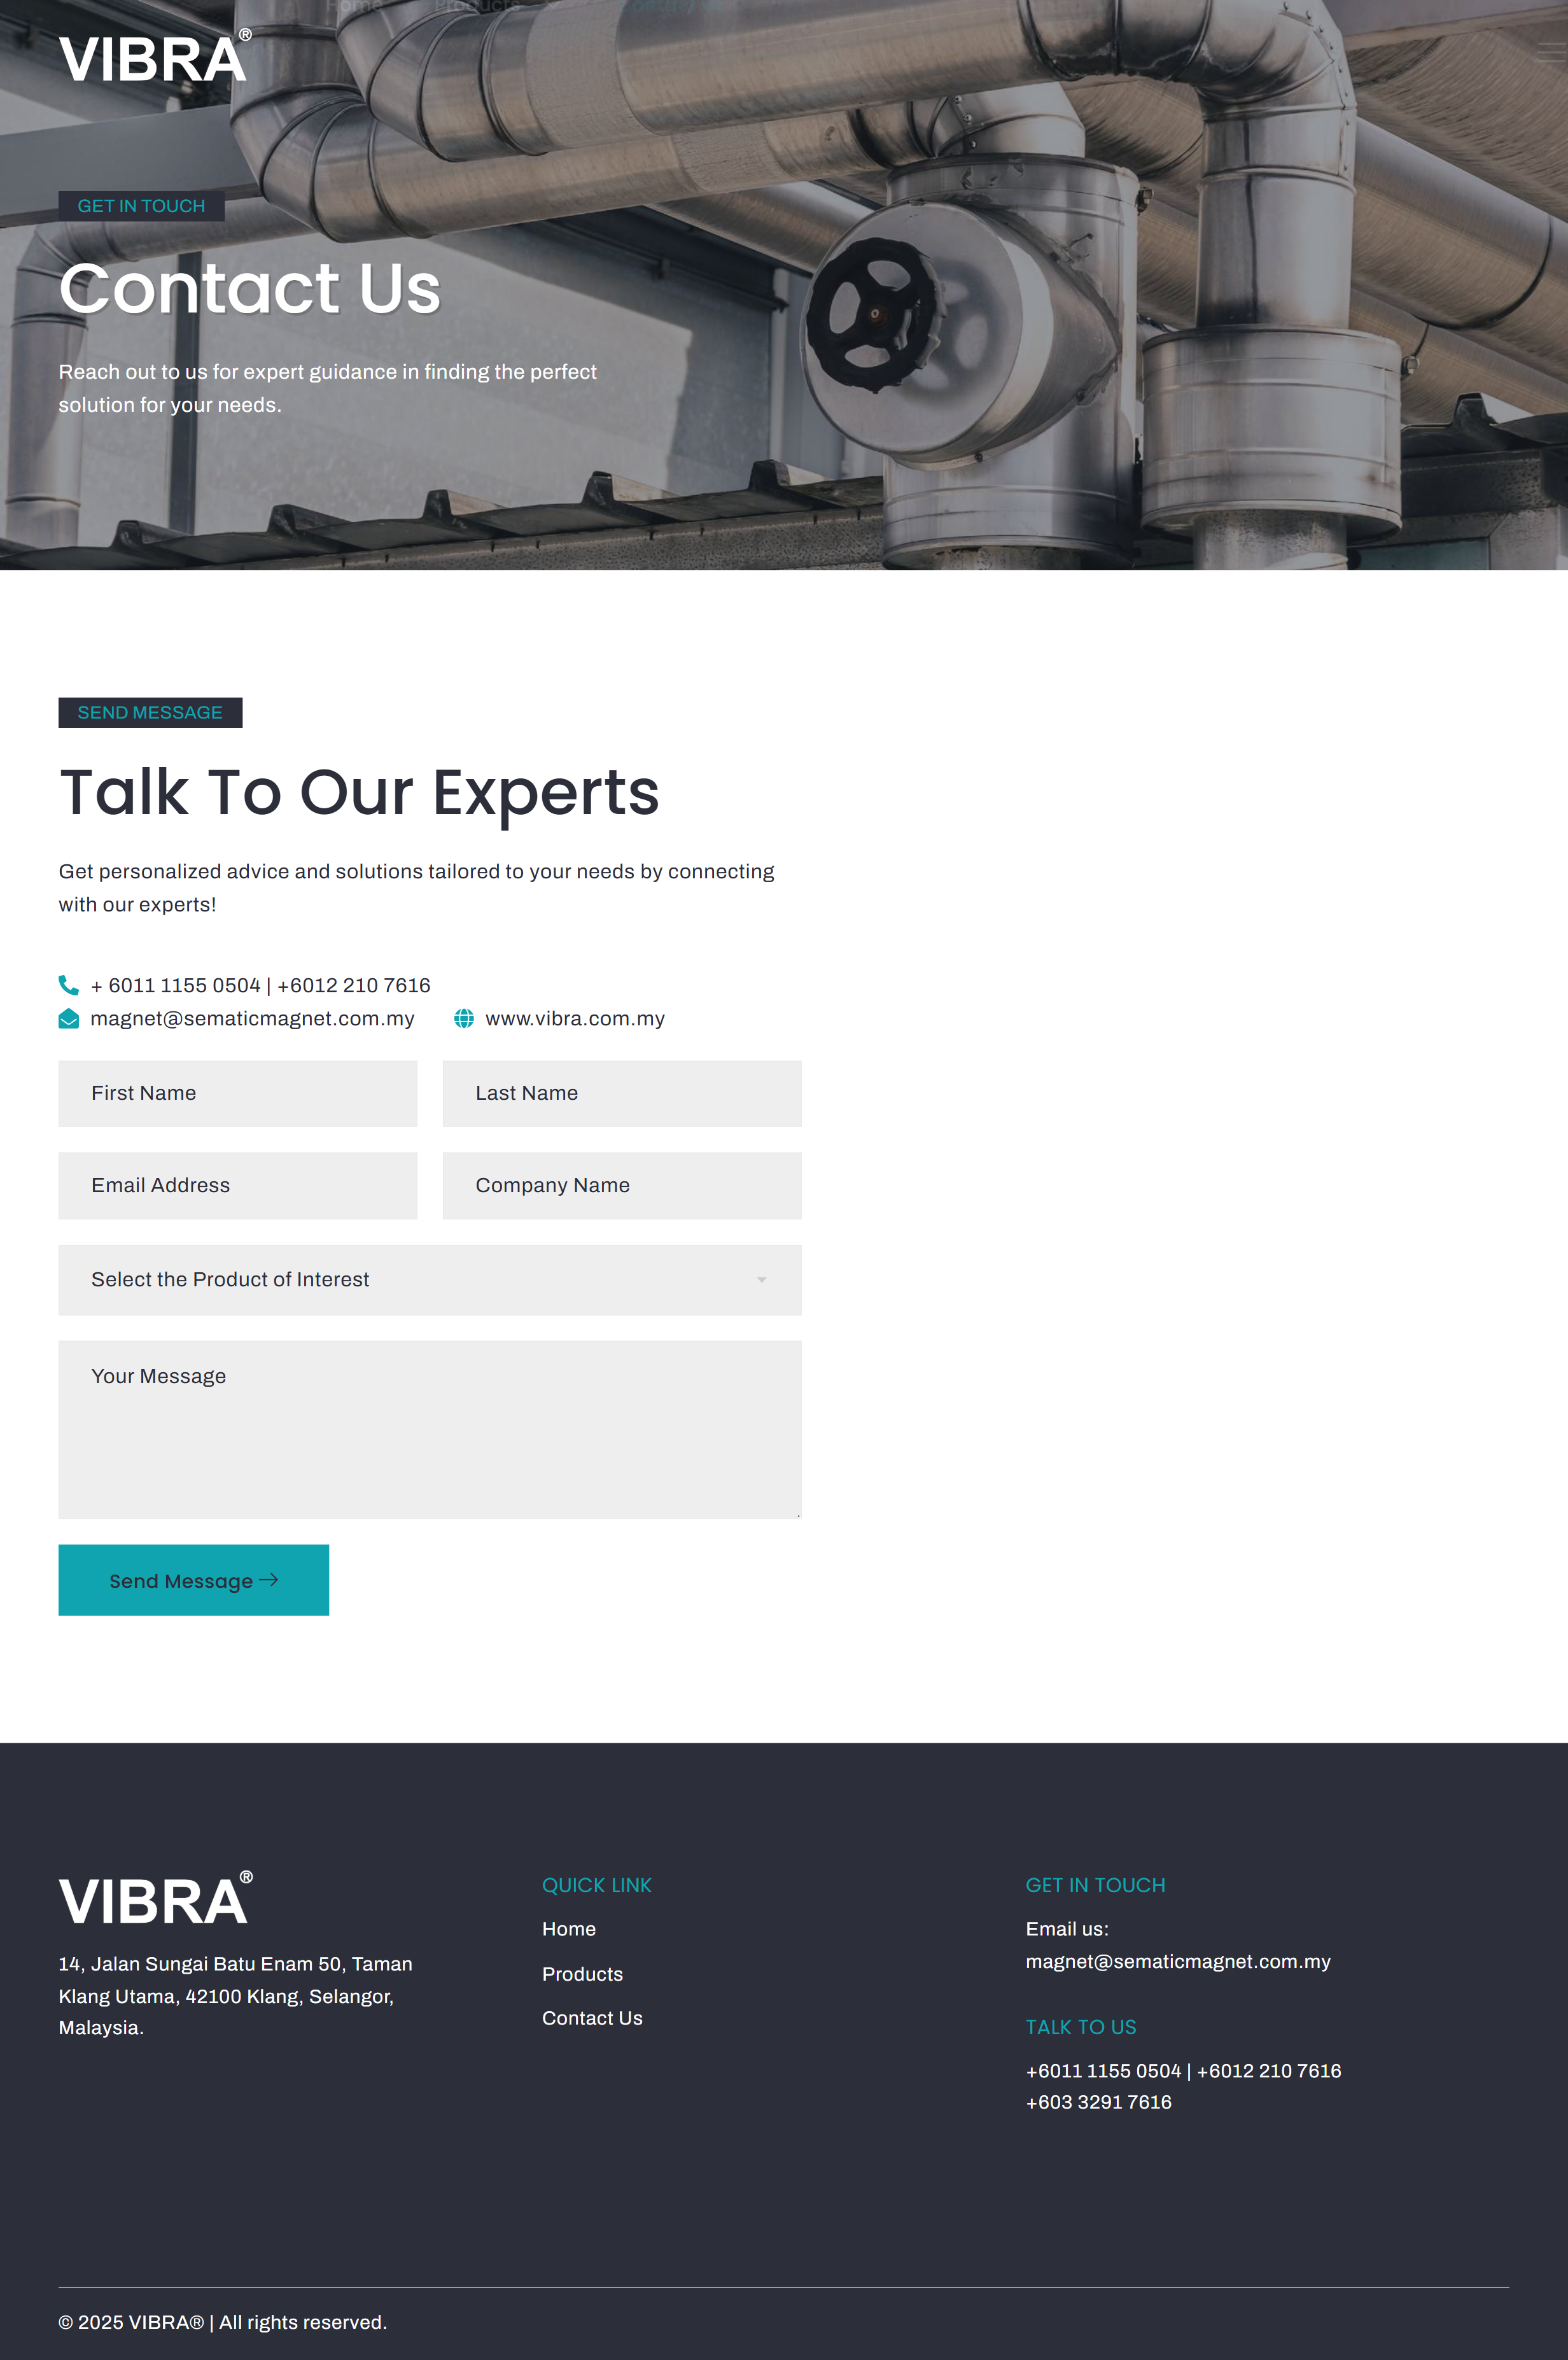 Home Products Contact Us
VIBRA®
GET IN TOUCH
Contact Us
Reach out to us for expert guidance in finding the perfect
solution for your needs.
SEND MESSAGE
Talk To Our Experts
Get personalized advice and solutions tailored to your needs by connecting
with our experts!
+ 6011 1155 0504 | +6012 210 7616
magnet@sematicmagnet.com.my www.vibra.com.my
First Name Last Name
Email Address Company Name
Select the Product of Interest
Your Message
Send Message
VIBRA®
14, Jalan Sungai Batu Enam 50, Taman
Klang Utama, 42100 Klang, Selangor,
Malaysia.
QUICK LINK
Home
Products
Contact Us
GET IN TOUCH
Email us:
magnet@sematicmagnet.com.my
TALK TO US
+6011 1155 0504 | +6012 210 7616
+603 3291 7616
© 2025 VIBRA® | All rights reserved.